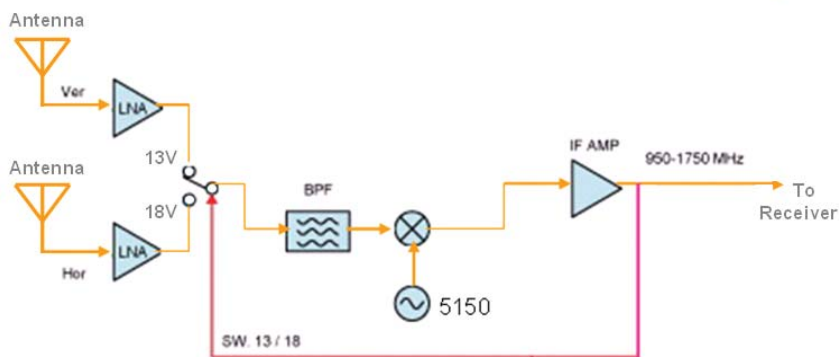 Antenna
Ver
LNA
13V
Antenna
18V
LNA
Hor
BPF
5150
IF AMP
950-1750 MHz
To
Receiver
SW. 13 / 18